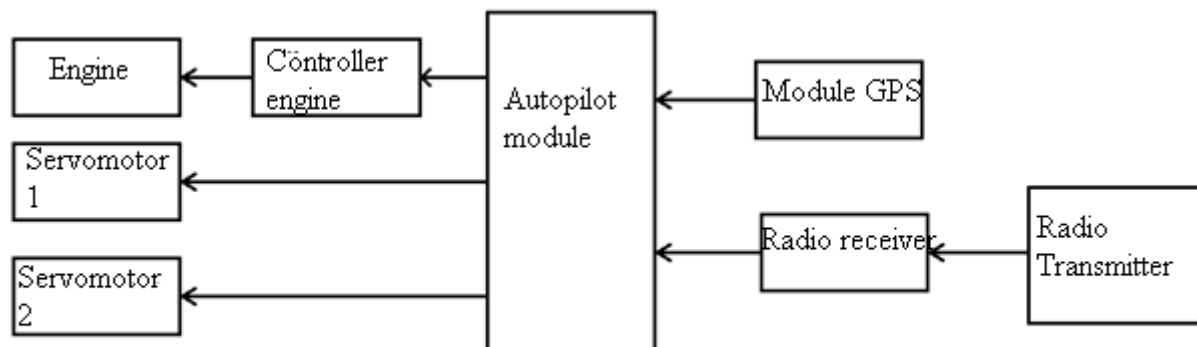 Engine
Cöntroller
engine
Autopilot
module
Module GPS
Servomotor
1
Radio receiver
Radio
Transmitter
Servomotor
2